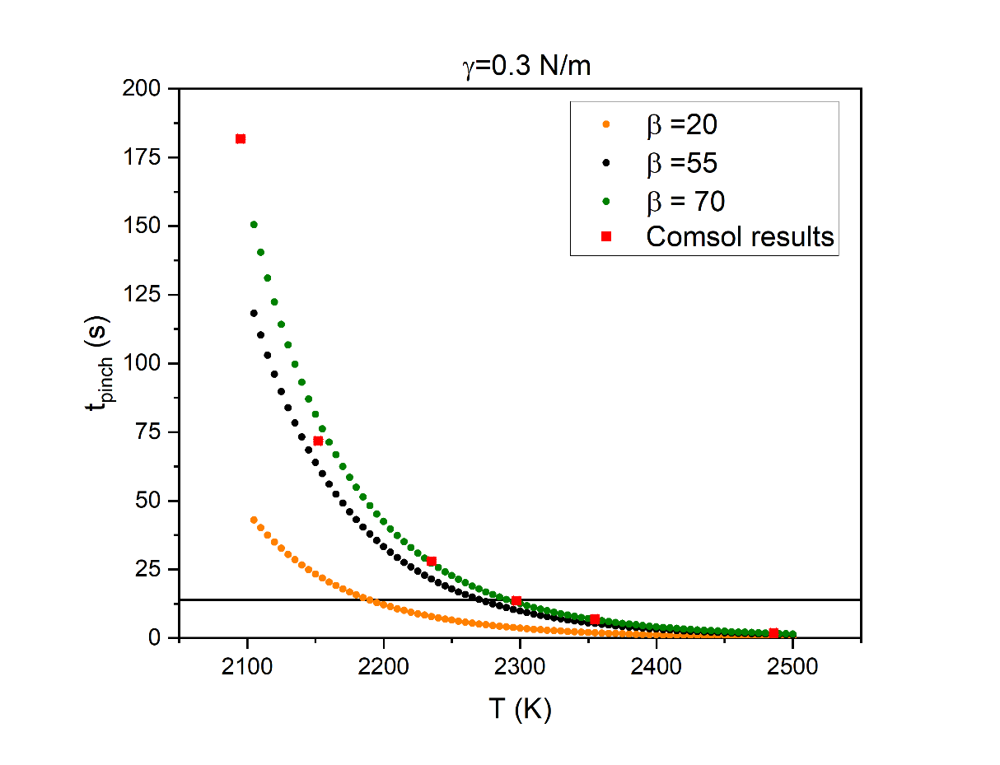 γ=0.3 N/m
200
175
150
125
100
75
50
25
0
t_pinch (s)
β =20
β =55
β = 70
Comsol results
2100 2200 2300 2400 2500
T (K)